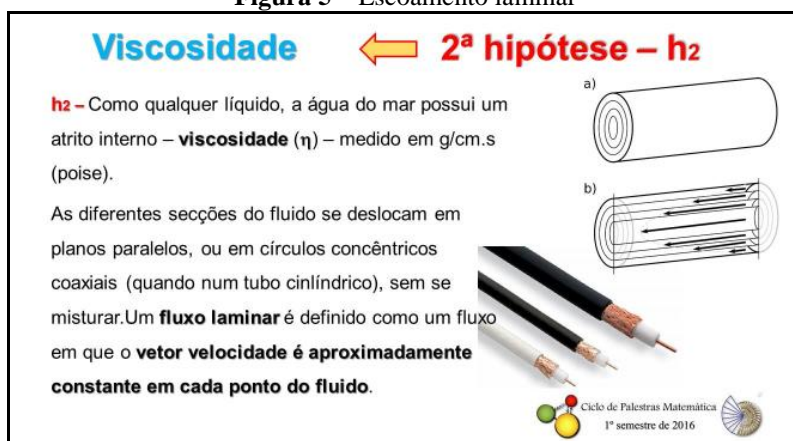 Figura 3 – Escoamento laminar
Viscosidade 2ª hipótese – h2
h2 – Como qualquer líquido, a água do mar possui um
atrito interno – viscosidade (η) – medido em g/cm.s
(poise).
As diferentes secções do fluido se deslocam em
planos paralelos, ou em círculos concêntricos
coaxiais (quando num tubo cinlíndrico), sem se
misturar.Um fluxo laminar é definido como um fluxo
em que o vetor velocidade é aproximadamente
constante em cada ponto do fluido.
a)
b)
Ciclo de Palestras Matemática
1º semestre de 2016